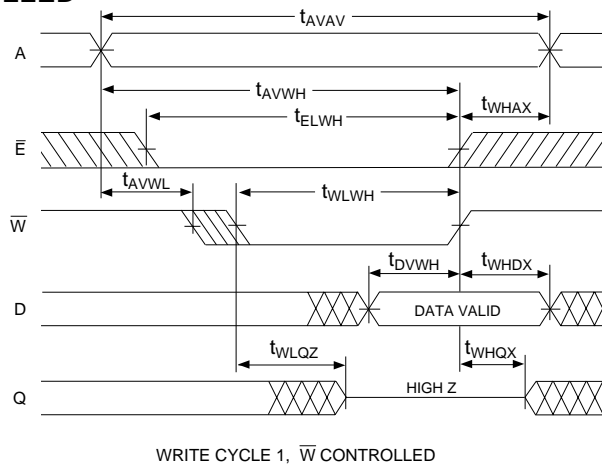 tAVAV
A
tAVWH
tELWH
tWHAX
E̅
tAVWL
tWLWH
W̅
tDVWH
tWHDX
D
DATA VALID
tWLQZ
tWHQX
Q
HIGH Z
WRITE CYCLE 1, W̅ CONTROLLED